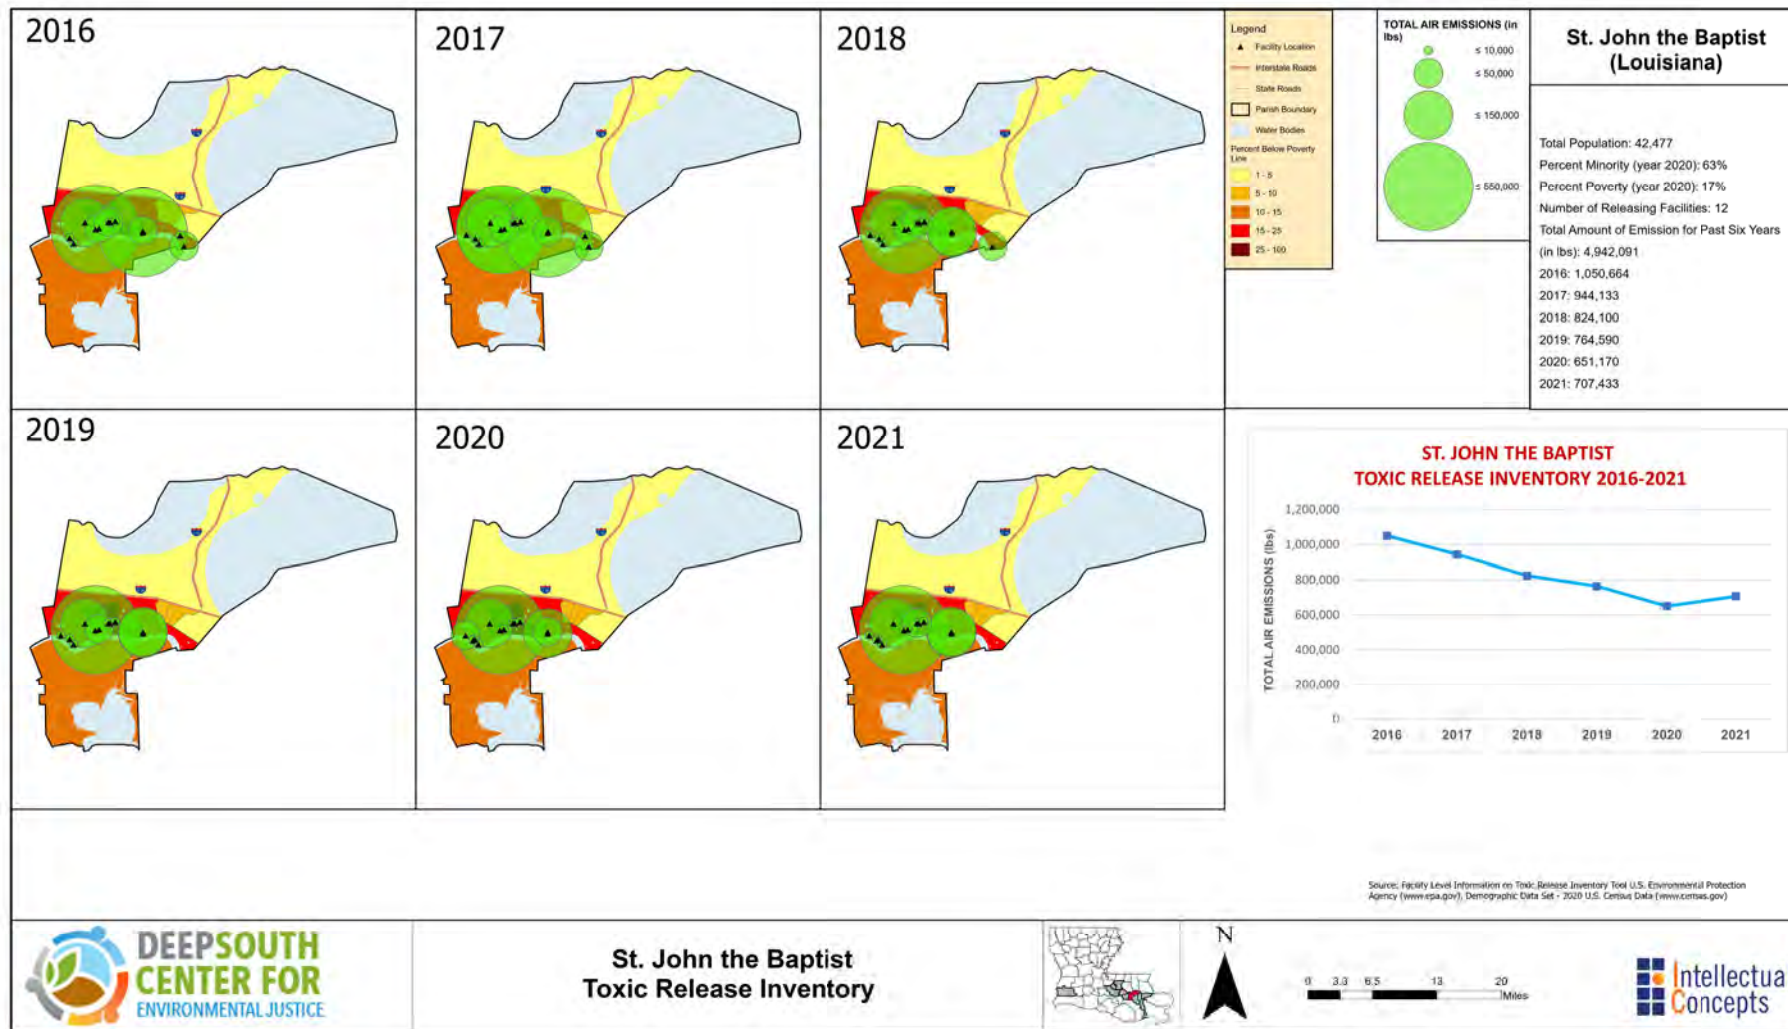 2016
2017
2018
Legend
Facility Location
Interstate Roads
State Roads
Parish Boundary
Water Bodies
Percent Below Poverty
Line
1 - 5
5 - 10
10 - 15
15 - 25
25 - 100
TOTAL AIR EMISSIONS (in
lbs)
≤ 10,000
≤ 50,000
≤ 150,000
≤ 550,000
St. John the Baptist
(Louisiana)
Total Population: 42,477
Percent Minority (year 2020): 63%
Percent Poverty (year 2020): 17%
Number of Releasing Facilities: 12
Total Amount of Emission for Past Six Years
(in lbs): 4,942,091
2016: 1,050,664
2017: 944,133
2018: 824,100
2019: 764,590
2020: 651,170
2021: 707,433
2019
2020
2021
ST. JOHN THE BAPTIST
TOXIC RELEASE INVENTORY 2016-2021
TOTAL AIR EMISSIONS (lbs)
1,200,000
1,000,000
800,000
600,000
400,000
200,000
0
2016 2017 2018 2019 2020 2021
Source: Facility Level Information on Toxic Release Inventory Tool U.S. Environmental Protection
Agency (www.epa.gov), Demographic Data Set - 2020 U.S. Census Data (www.census.gov)
DEEPSOUTH
CENTER FOR
ENVIRONMENTAL JUSTICE
St. John the Baptist
Toxic Release Inventory
N
0 3.3 6.5 13 20
Miles
Intellectua
Concepts